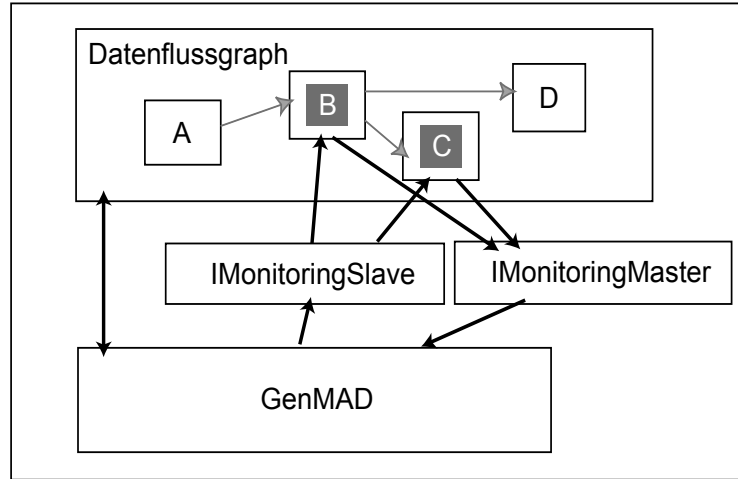 Datenflussgraph
A
B
D
C
IMonitoringSlave
IMonitoringMaster
GenMAD